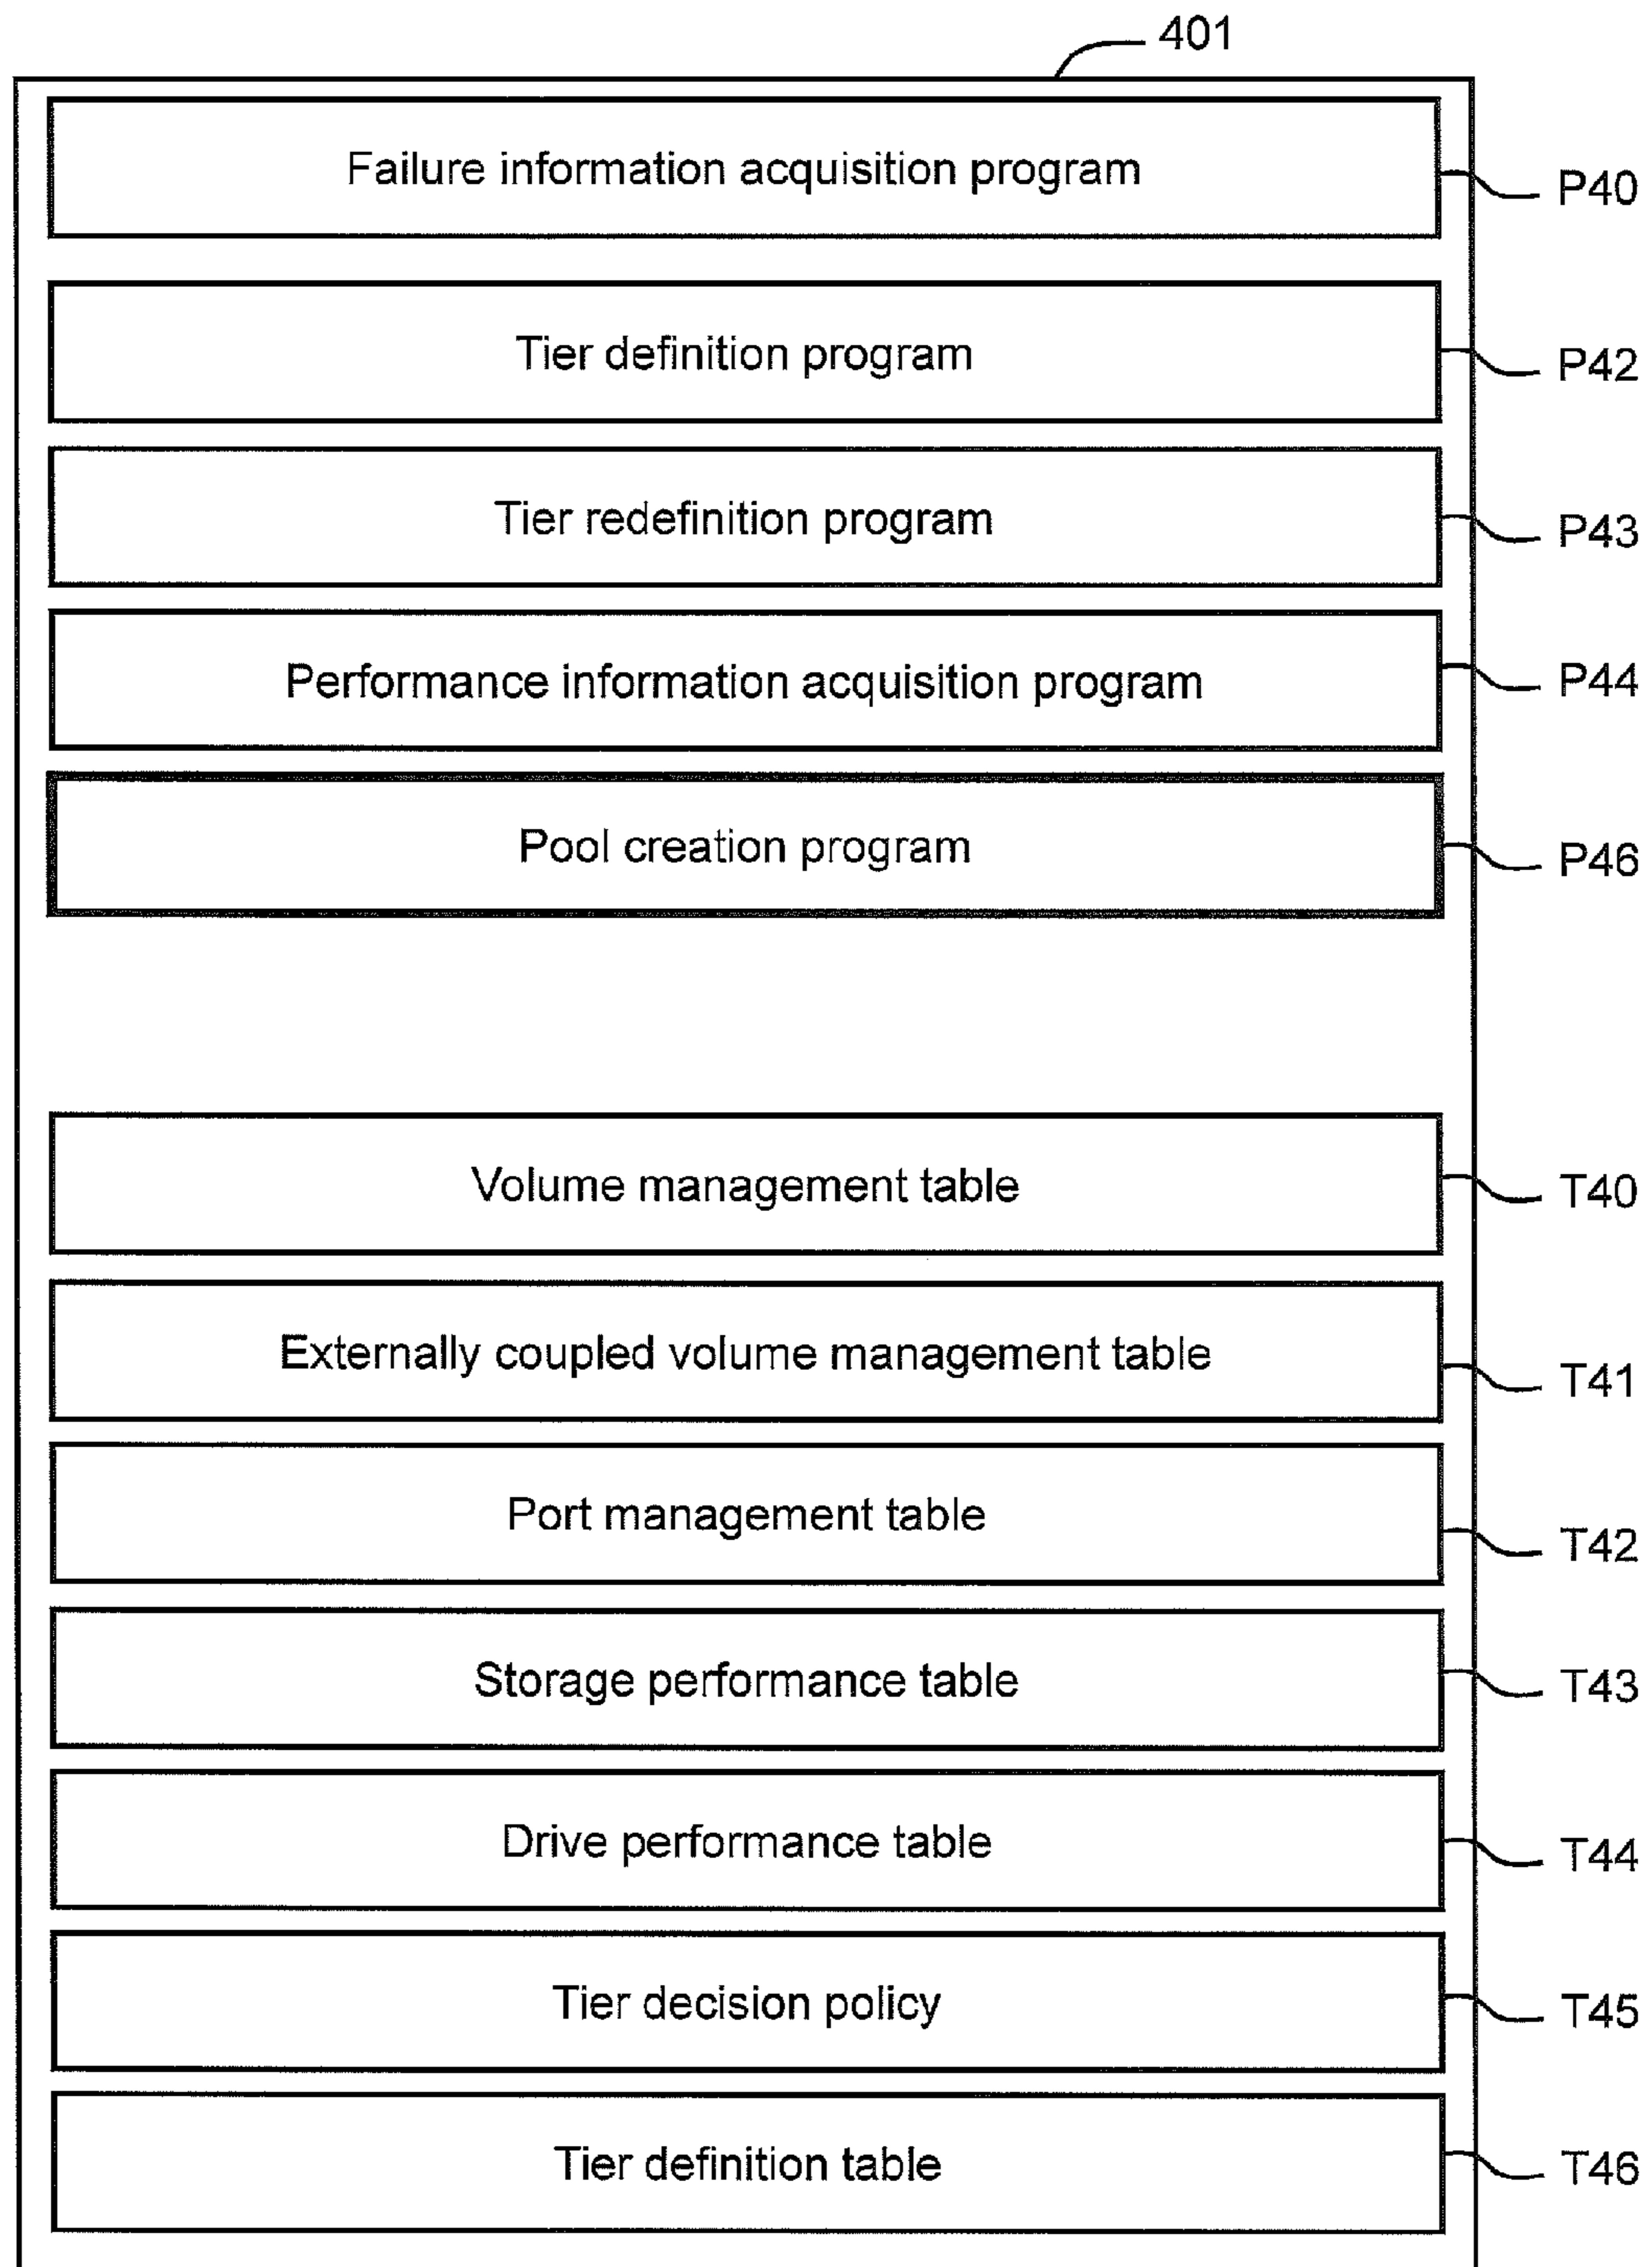 401
Failure information acquisition program
P40
Tier definition program
P42
Tier redefinition program
P43
Performance information acquisition program
P44
Pool creation program
P46
Volume management table
T40
Externally coupled volume management table
T41
Port management table
T42
Storage performance table
T43
Drive performance table
T44
Tier decision policy
T45
Tier definition table
T46